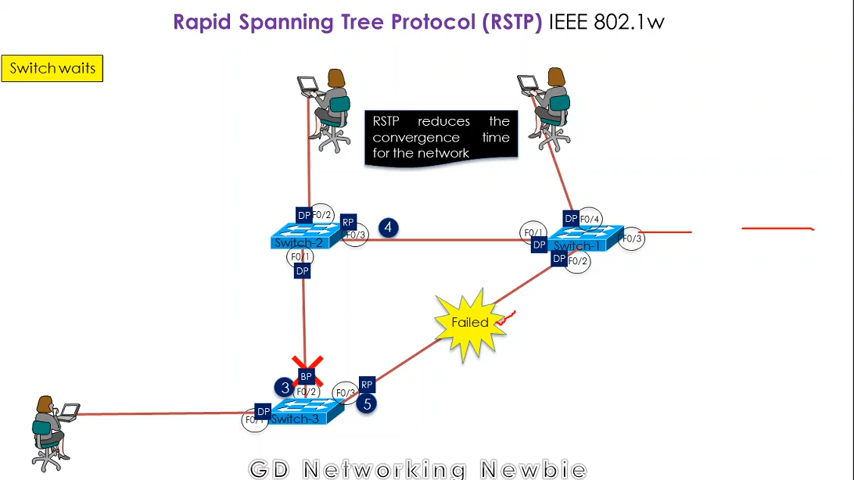 Rapid Spanning Tree Protocol (RSTP) IEEE 802.1w
Switch waits
RSTP reduces the
convergence time
for the network
DP F0/2
RP
F0/3
4
Switch-2
F0/1
DP
DP F0/4
F0/1
DP
Switch-1
F0/3
DP
F0/2
Failed
BP
3
F0/2
F0/3
RP
5
DP
Switch-3
GD Networking Newbie